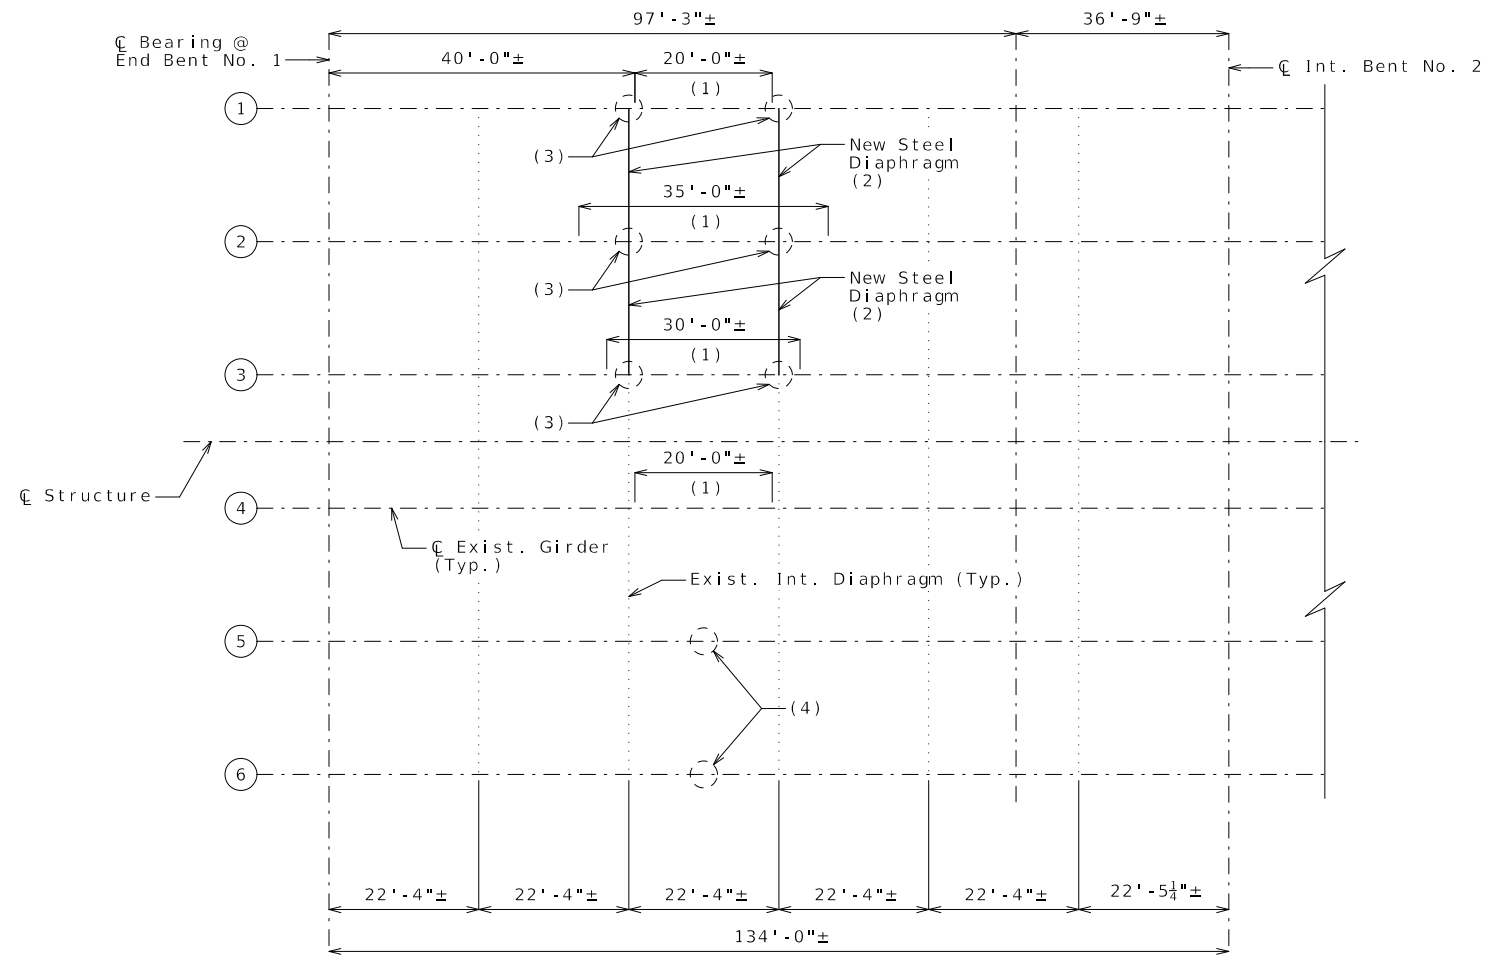 97'-3"±
36'-9"±
℄ Bearing @
End Bent No. 1
40'-0"±
20'-0"±
(1)
℄ Int. Bent No. 2
1
(3)
New Steel
Diaphragm
(2)
35'-0"±
(1)
2
(3)
New Steel
Diaphragm
(2)
30'-0"±
(1)
3
(3)
℄ Structure
20'-0"±
(1)
4
℄ Exist. Girder
(Typ.)
Exist. Int. Diaphragm (Typ.)
5
(4)
6
22'-4"±
22'-4"±
22'-4"±
22'-4"±
22'-4"±
22'-5¼"±
134'-0"±